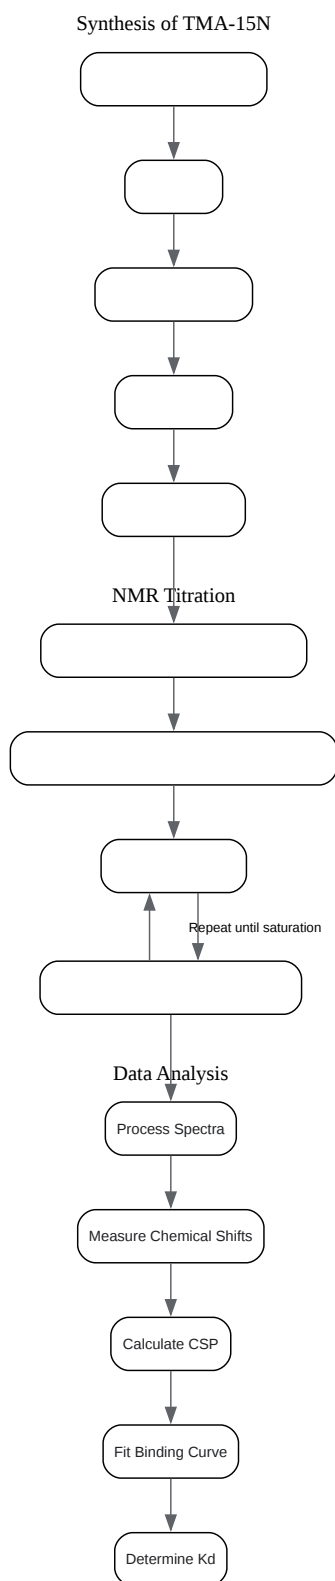 Synthesis of TMA-15N
NMR Titration
Repeat until saturation
Data Analysis
Process Spectra
Measure Chemical Shifts
Calculate CSP
Fit Binding Curve
Determine Kd